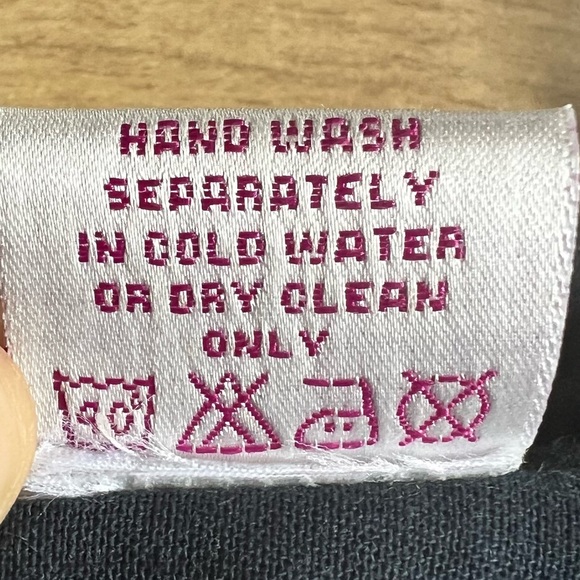 HAND WASH
SEPARATELY
IN COLD WATER
OR DRY CLEAN
ONLY